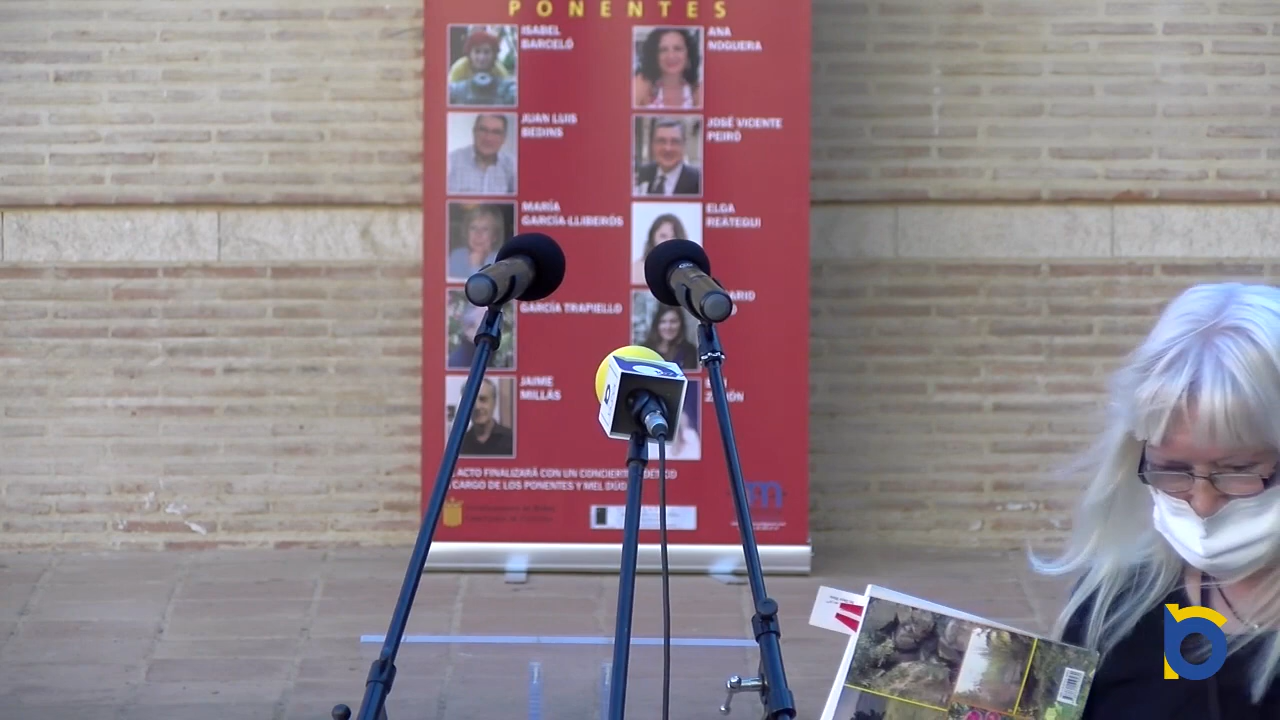 PONENTES
ISABEL
BARCELÓ
ANA
NOGUERA
JUAN LUIS
BEDINS
JOSÉ VICENTE
PEIRÓ
MARÍA
GARCÍA-LLIBERÓS
ELGA
REÁTEGUI
GARCÍA TRAPIELLO
JAIME
MILLÁS
ACTO FINALIZARÁ CON UN CONCIERTO
CARGO DE LOS PONENTES Y MEL
b